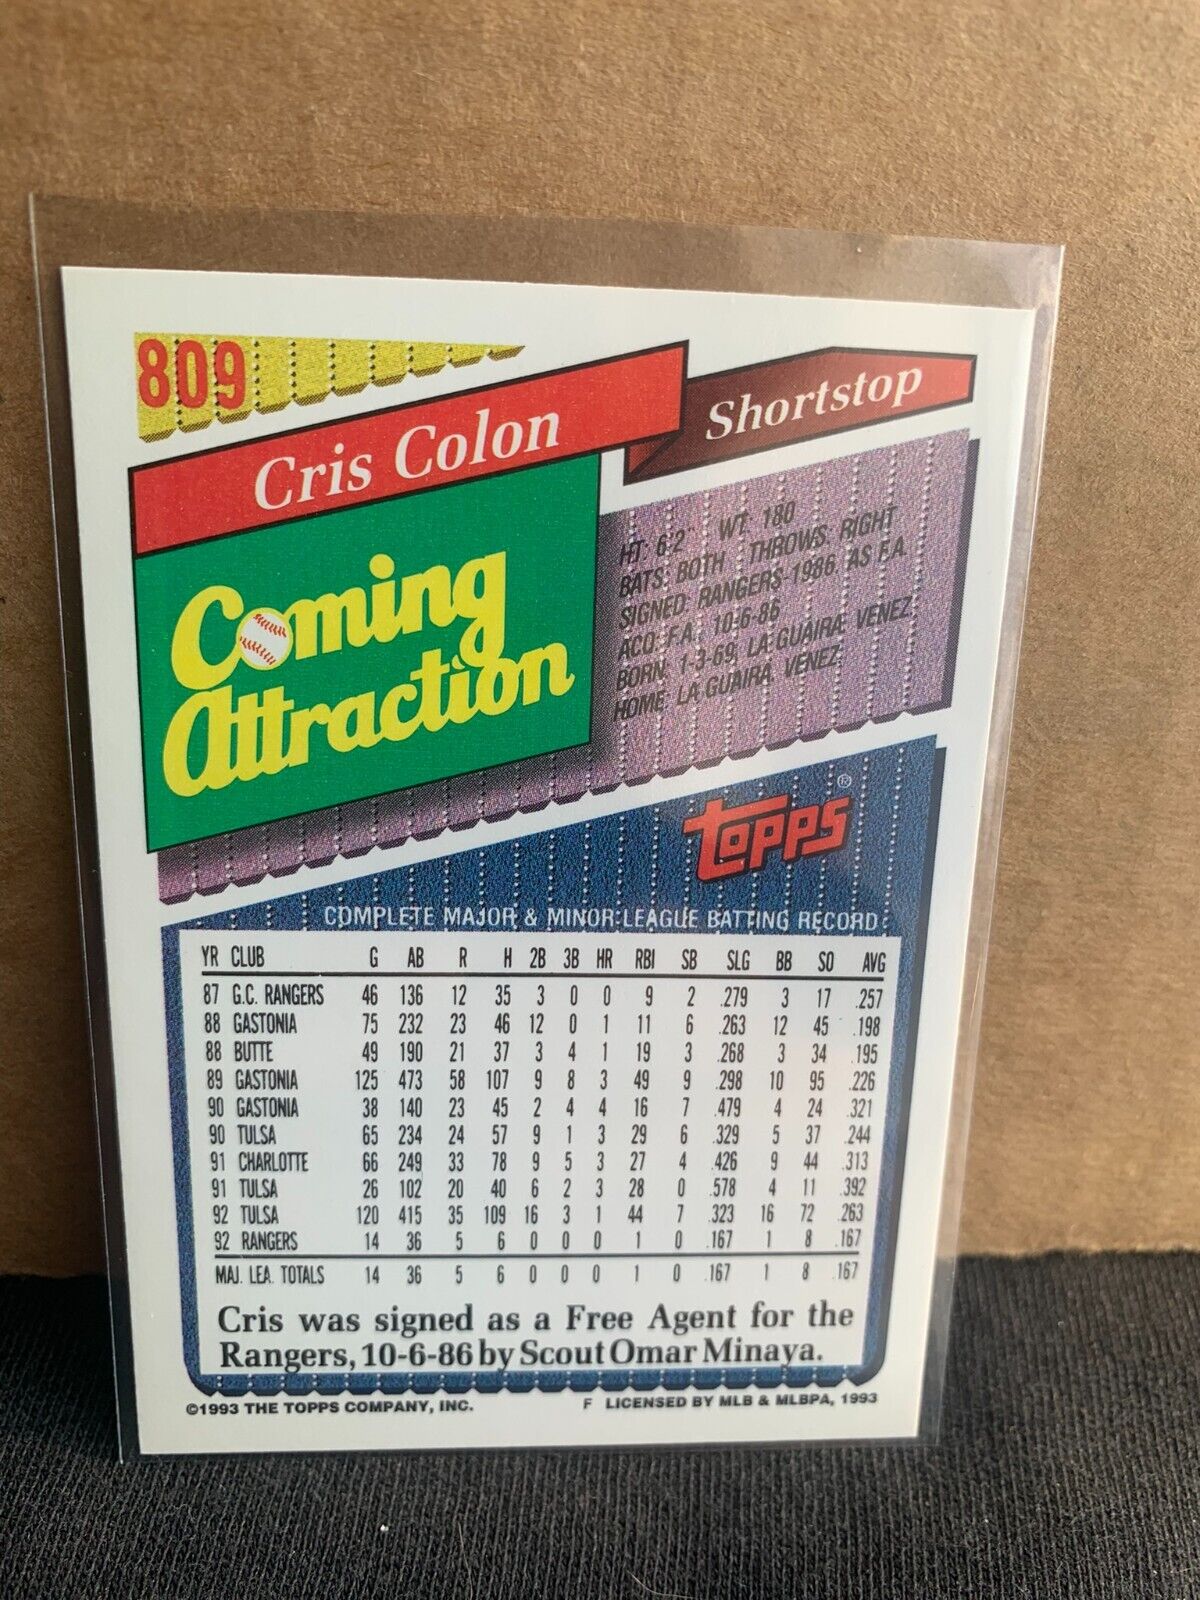 809
Cris Colon
Shortstop
Coming
Attraction
HT: 6'2" WT: 180
BATS: BOTH THROWS: RIGHT
SIGNED: RANGERS-1986, AS F.A.
ACQ: F.A., 10-6-86
BORN: 1-3-69, LA GUAIRA, VENEZ.
HOME: LA GUAIRA, VENEZ.
Topps®
COMPLETE MAJOR & MINOR LEAGUE BATTING RECORD
YR CLUB G AB R H 2B 3B HR RBI SB SLG BB SO AVG
87 G.C. RANGERS 46 136 12 35 3 0 0 9 2 .279 3 17 .257
88 GASTONIA 75 232 23 46 12 0 1 11 6 .263 12 45 .198
88 BUTTE 49 190 21 37 3 4 1 19 3 .268 3 34 .195
89 GASTONIA 125 473 58 107 9 8 3 49 9 .298 10 95 .226
90 GASTONIA 38 140 23 45 2 4 4 16 7 .479 4 24 .321
90 TULSA 65 234 24 57 9 1 3 29 6 .329 5 37 .244
91 CHARLOTTE 66 249 33 78 9 5 3 27 4 .426 9 44 .313
91 TULSA 26 102 20 40 6 2 3 28 0 .578 4 11 .392
92 TULSA 120 415 35 109 16 3 1 44 7 .323 16 72 .263
92 RANGERS 14 36 5 6 0 0 0 1 0 .167 1 8 .167
MAJ. LEA. TOTALS 14 36 5 6 0 0 0 1 0 .167 1 8 .167
Cris was signed as a Free Agent for the
Rangers, 10-6-86 by Scout Omar Minaya.
©1993 THE TOPPS COMPANY, INC. F LICENSED BY MLB & MLBPA, 1993